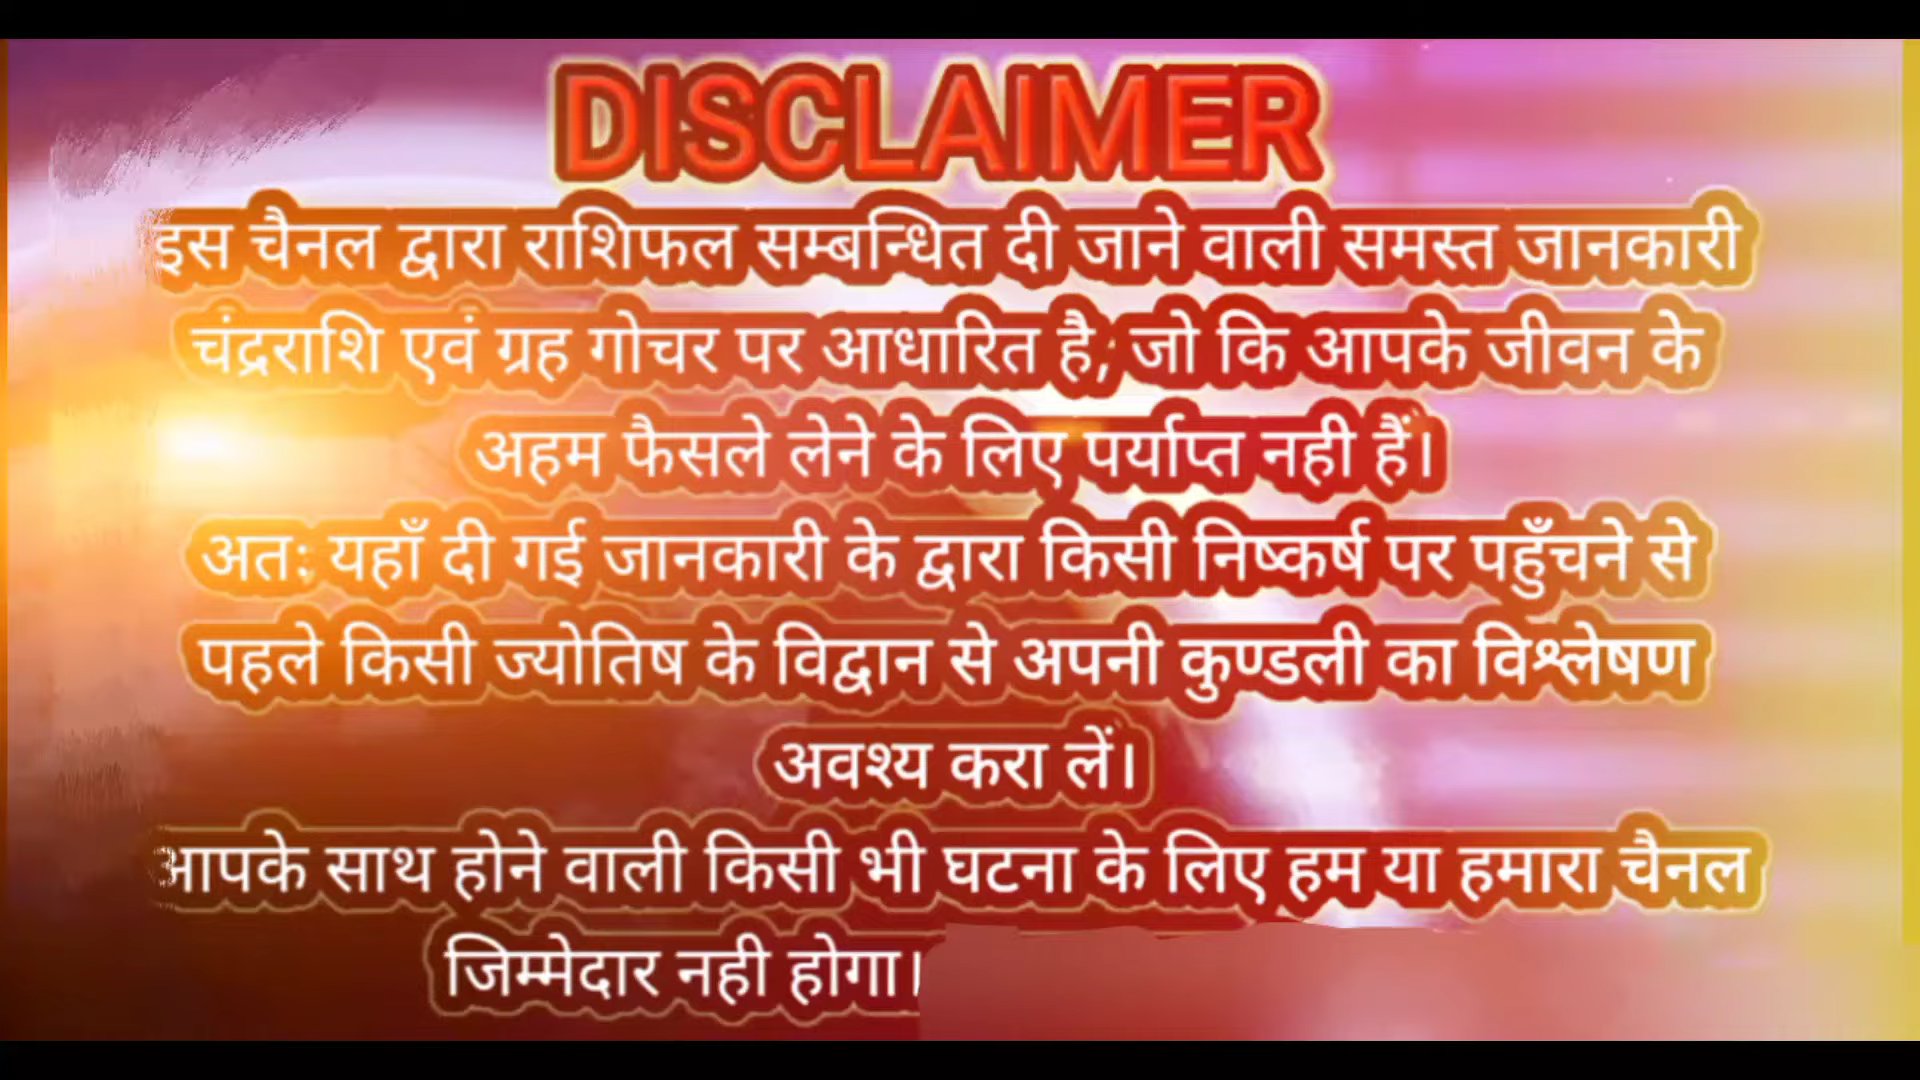 DISCLAIMER
इस चैनल द्वारा राशिफल सम्बन्धित दी जाने वाली समस्त जानकारी
चंद्रराशि एवं ग्रह गोचर पर आधारित है, जो कि आपके जीवन के
अहम फैसले लेने के लिए पर्याप्त नही हैं।
अतः यहाँ दी गई जानकारी के द्वारा किसी निष्कर्ष पर पहुँचने से
पहले किसी ज्योतिष के विद्वान से अपनी कुण्डली का विश्लेषण
अवश्य करा लें।
आपके साथ होने वाली किसी भी घटना के लिए हम या हमारा चैनल
जिम्मेदार नही होगा।